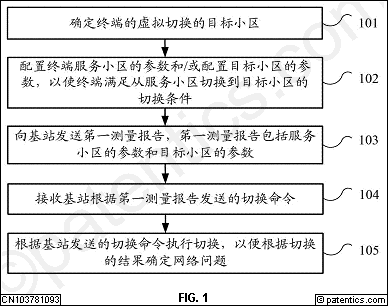 确定终端的虚拟切换的目标小区
101
配置终端服务小区的参数和/或配置目标小区的参
数，以使终端满足从服务小区切换到目标小区的
切换条件
102
向基站发送第一测量报告，第一测量报告包括服务
小区的参数和目标小区的参数
103
接收基站根据第一测量报告发送的切换命令
104
根据基站发送的切换命令执行切换，以便根据切换
的结果确定网络问题
105
CN103781093
FIG. 1
@patentics.com
©patentics.com